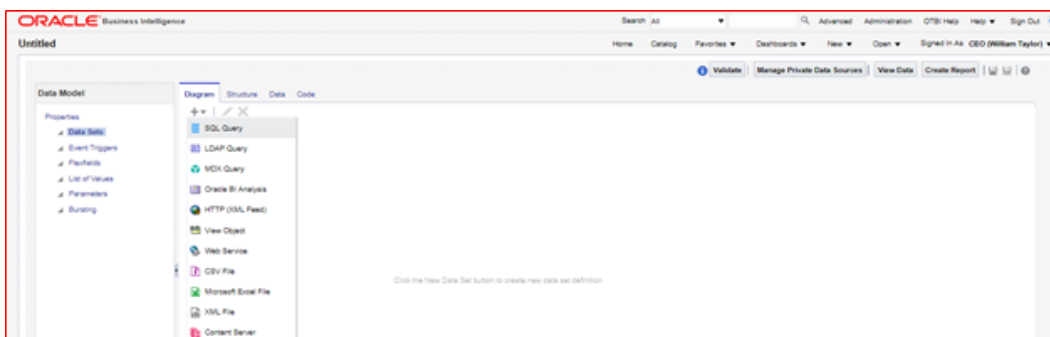 ORACLE Business Intelligence Search All Advanced Administration OTBI Help Help Sign Out
Untitled Home Catalog Favorites Dashboards New Open Signed In As CEO (William Taylor)
Validate Manage Private Data Sources View Data Create Report
Data Model Diagram Structure Data Code
Properties
Data Sets SQL Query
Event Triggers LDAP Query
Flexfields MDX Query
List of Values Oracle BI Analysis
Parameters
Bursting HTTP (XML Feed)
View Object
Web Service
CSV File
Click the New Data Set button to create new data set definition
Microsoft Excel File
XML File
Content Server